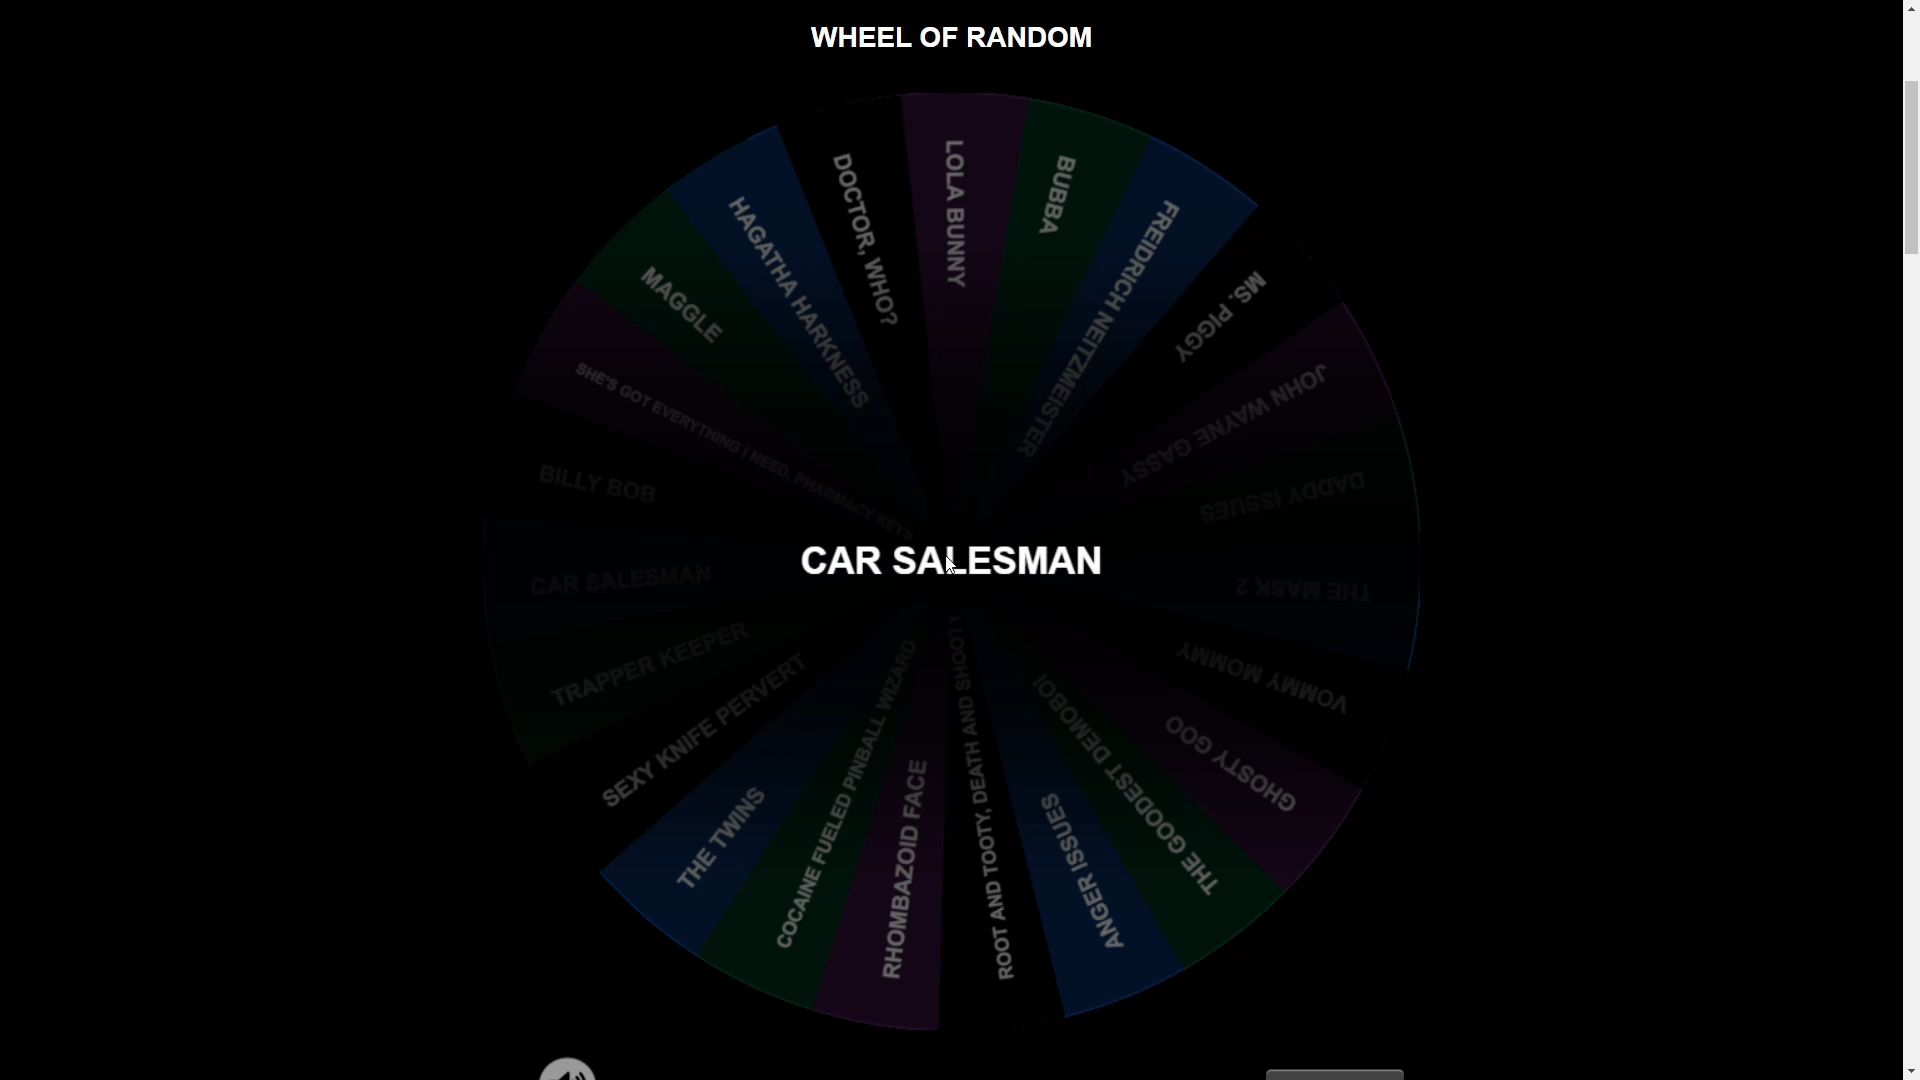 WHEEL OF RANDOM
LOLA BUNNY
BUBBA
FREIDRICH NEITZMEISTER
MS. PIGGY
JOHN WAYNE GASSY
DADDY ISSUES
THE MASK 2
VOMMY MOMMY
GHOSTY GOO
THE GOODEST DEMOBOI
ANGER ISSUES
ROOT AND TOOTY, DEATH AND SHOOTY
RHOMBAZOID FACE
COCAINE FUELED PINBALL WIZARD
THE TWINS
SEXY KNIFE PERVERT
TRAPPER KEEPER
CAR SALESMAN
BILLY BOB
SHE'S GOT EVERYTHING I NEED, PHARMACY KEYS
MAGGLE
HAGATHA HARKNESS
DOCTOR, WHO?
CAR SALESMAN